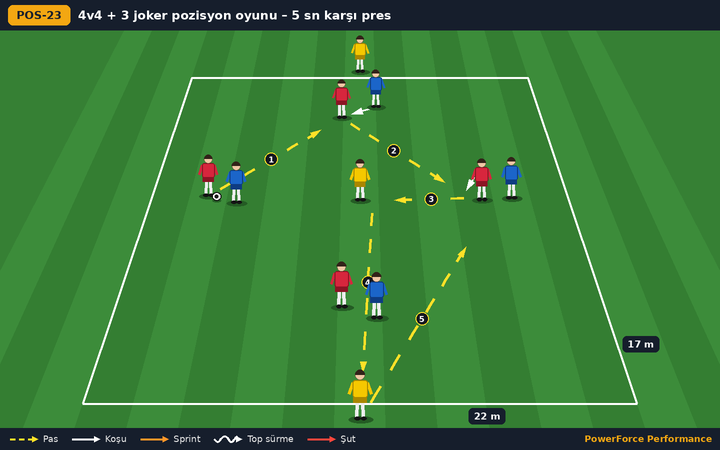 POS-23 4v4 + 3 joker pozisyon oyunu – 5 sn karşı pres
1
2
3
4
5
17 m
22 m
Pas Koşu Sprint Top sürme Şut PowerForce Performance